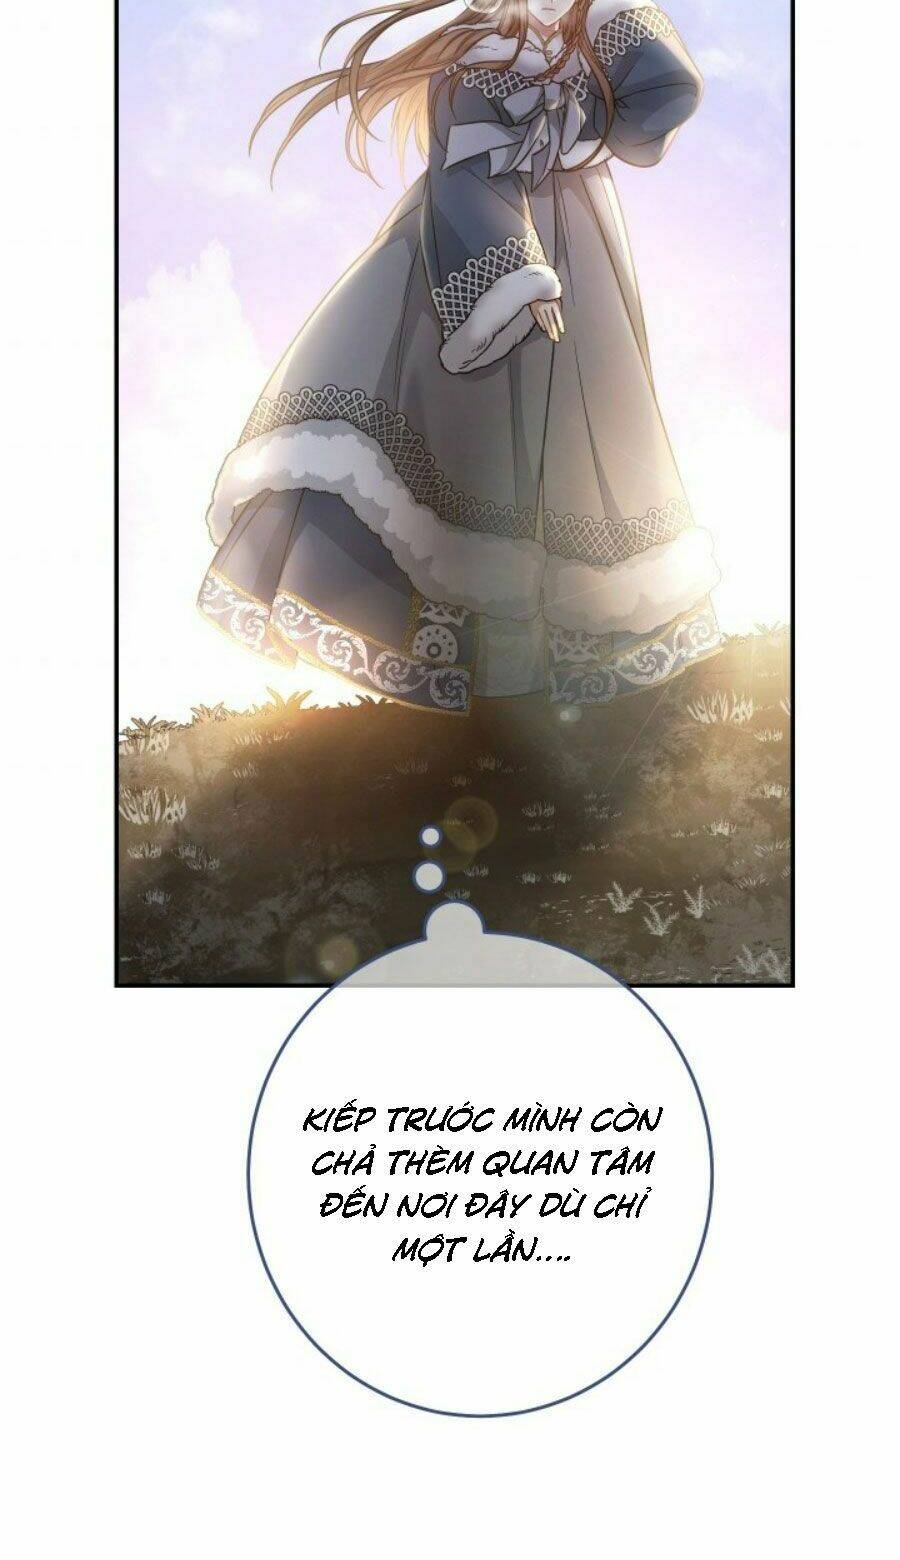 KIẾP TRƯỚC MÌNH CÒN
CHẢ THÈM QUAN TÂM
ĐẾN NƠI ĐÂY DÙ CHỈ
MỘT LẦN....